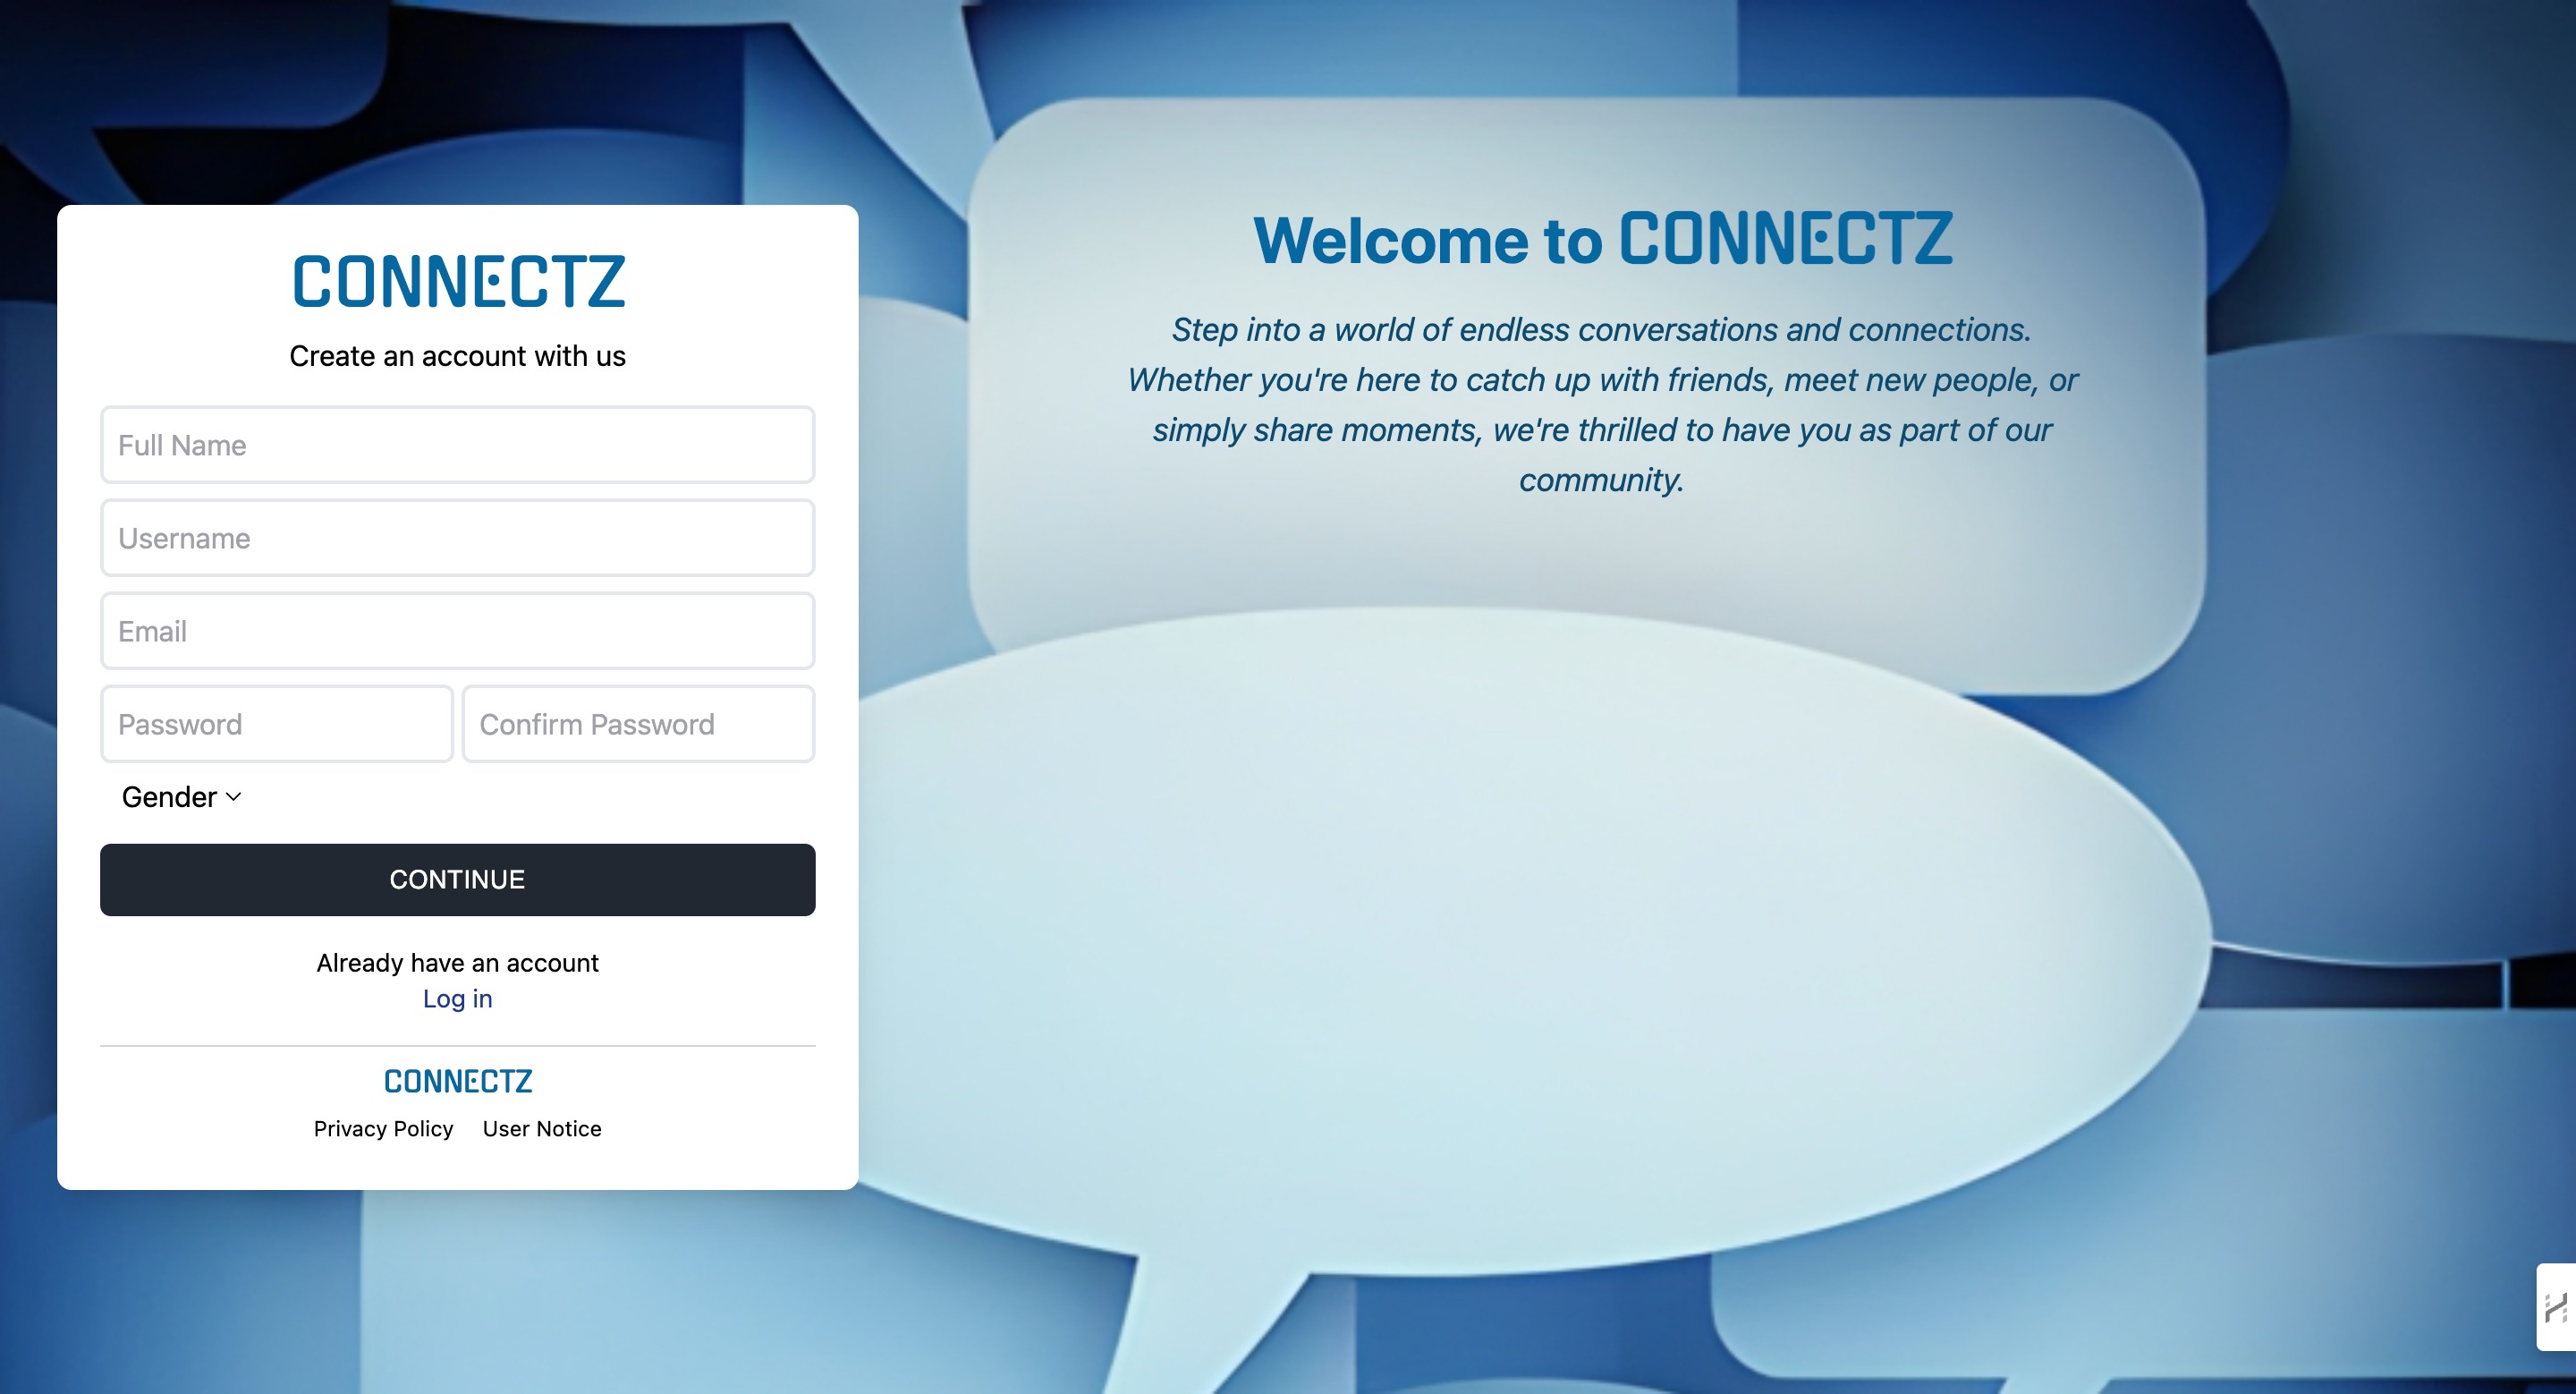 CONNECTZ
Create an account with us
Full Name
Username
Email
Password Confirm Password
Gender
CONTINUE
Already have an account
Log in
CONNECTZ
Privacy Policy User Notice
Welcome to CONNECTZ
Step into a world of endless conversations and connections.
Whether you're here to catch up with friends, meet new people, or
simply share moments, we're thrilled to have you as part of our
community.